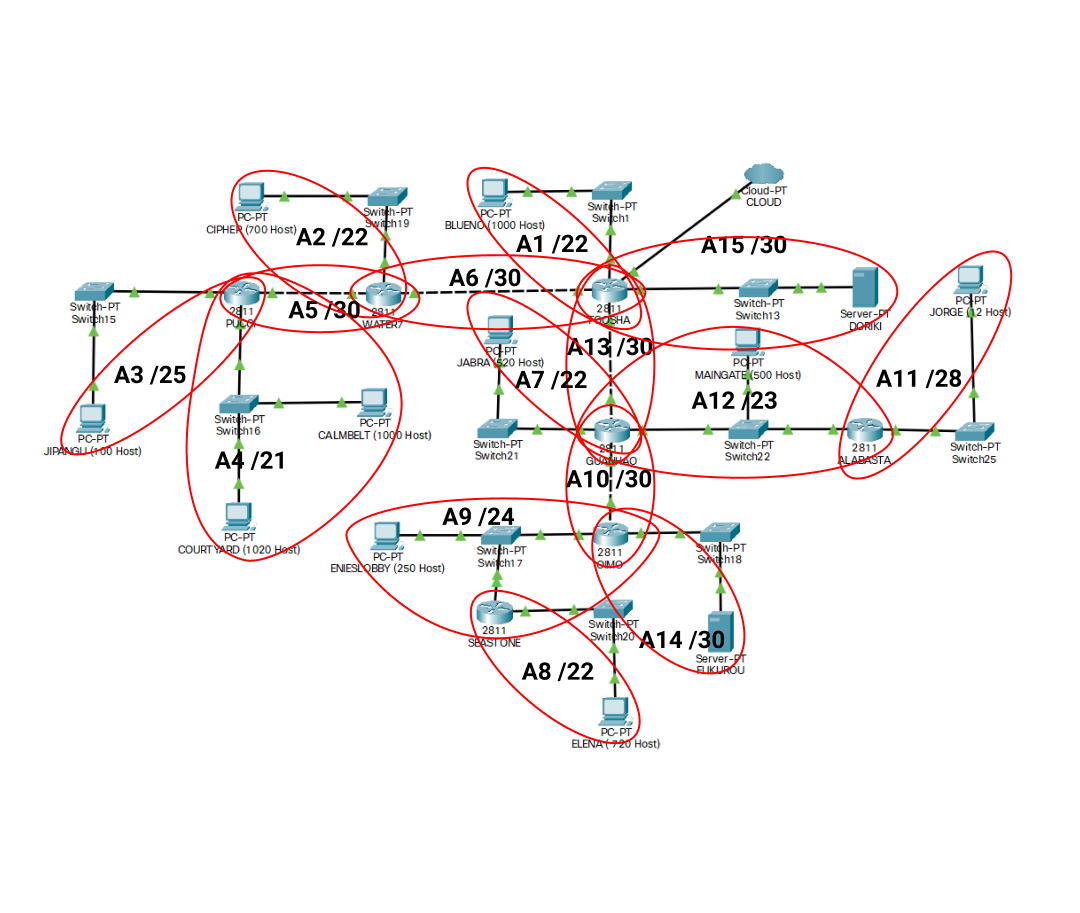 Cloud-PT
CLOUD
PC-PT
CIPHER (700 Host)
Switch-PT
Switch19
A2 /22
PC-PT
BLUENO (1000 Host)
Switch-PT
Switch1
A1 /22
A15 /30
Switch-PT
Switch15
2811
PUCCI
A5 /30
2811
WATER7
A6 /30
2811
FOOSHA
Switch-PT
Switch13
Server-PT
DORIKI
PC-PT
JORGE (12 Host)
A3 /25
PC-PT
JIPANGU (100 Host)
Switch-PT
Switch16
PC-PT
CALMBELT (1000 Host)
A4 /21
PC-PT
COURTYARD (1020 Host)
PC-PT
JABRA (520 Host)
A7 /22
A13 /30
PC-PT
MAINGATE (500 Host)
A12 /23
A11 /28
Switch-PT
Switch21
2811
GUANHAO
Switch-PT
Switch22
2811
ALABASTA
Switch-PT
Switch25
A10 /30
A9 /24
PC-PT
ENIESLOBBY (250 Host)
Switch-PT
Switch17
2811
OIMO
Switch-PT
Switch18
2811
SEASTONE
Switch-PT
Switch20
A14 /30
Server-PT
FUKUROU
A8 /22
PC-PT
ELENA ( 720 Host)